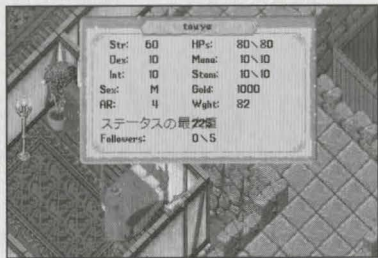 Str: 60 HPs: 80\80
Dex: 10 Mana: 10\10
Int: 10 Stam: 10\10
Sex: M Gold: 1000
AR: 4 Wght: 82
ステータスの最
Followers: 0\5